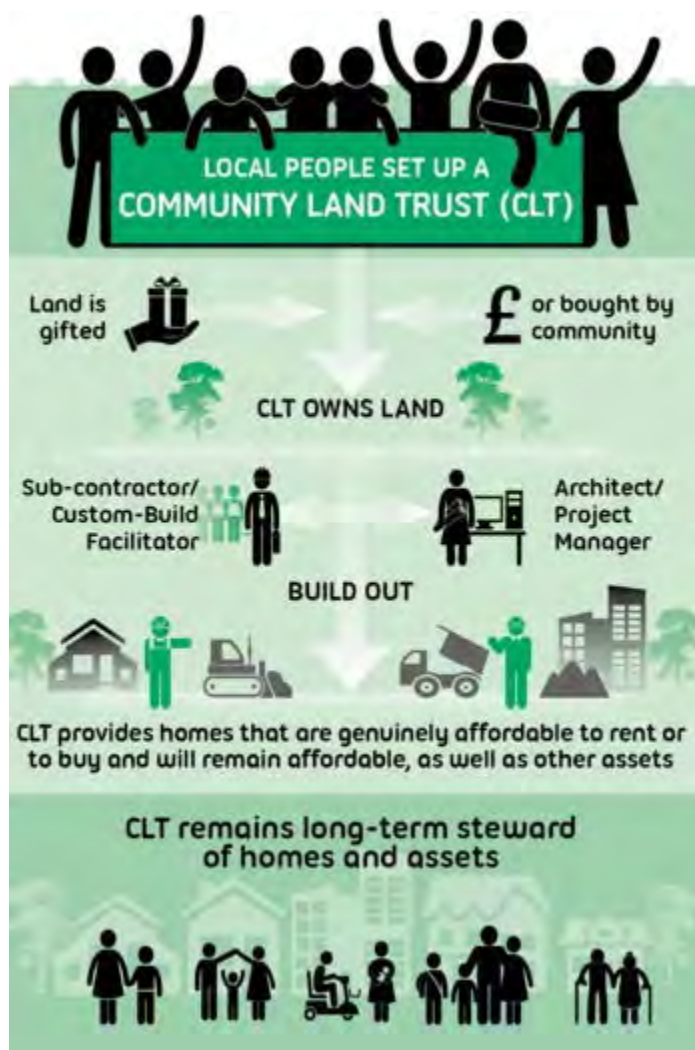 LOCAL PEOPLE SET UP A
COMMUNITY LAND TRUST (CLT)
Land is
gifted
£
or bought by
community
CLT OWNS LAND
Sub-contractor/
Custom-Build
Facilitator
Architect/
Project
Manager
BUILD OUT
CLT provides homes that are genuinely affordable to rent or
to buy and will remain affordable, as well as other assets
CLT remains long-term steward
of homes and assets